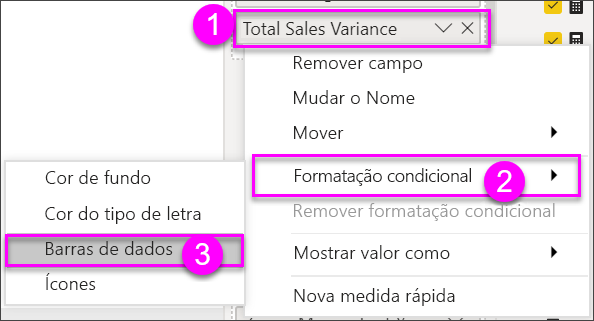 1
Total Sales Variance
Remover campo
Mudar o Nome
Mover
Formatação condicional
2
Remover formatação condicional
Mostrar valor como
Nova medida rápida
Cor de fundo
Cor do tipo de letra
Barras de dados
3
Ícones